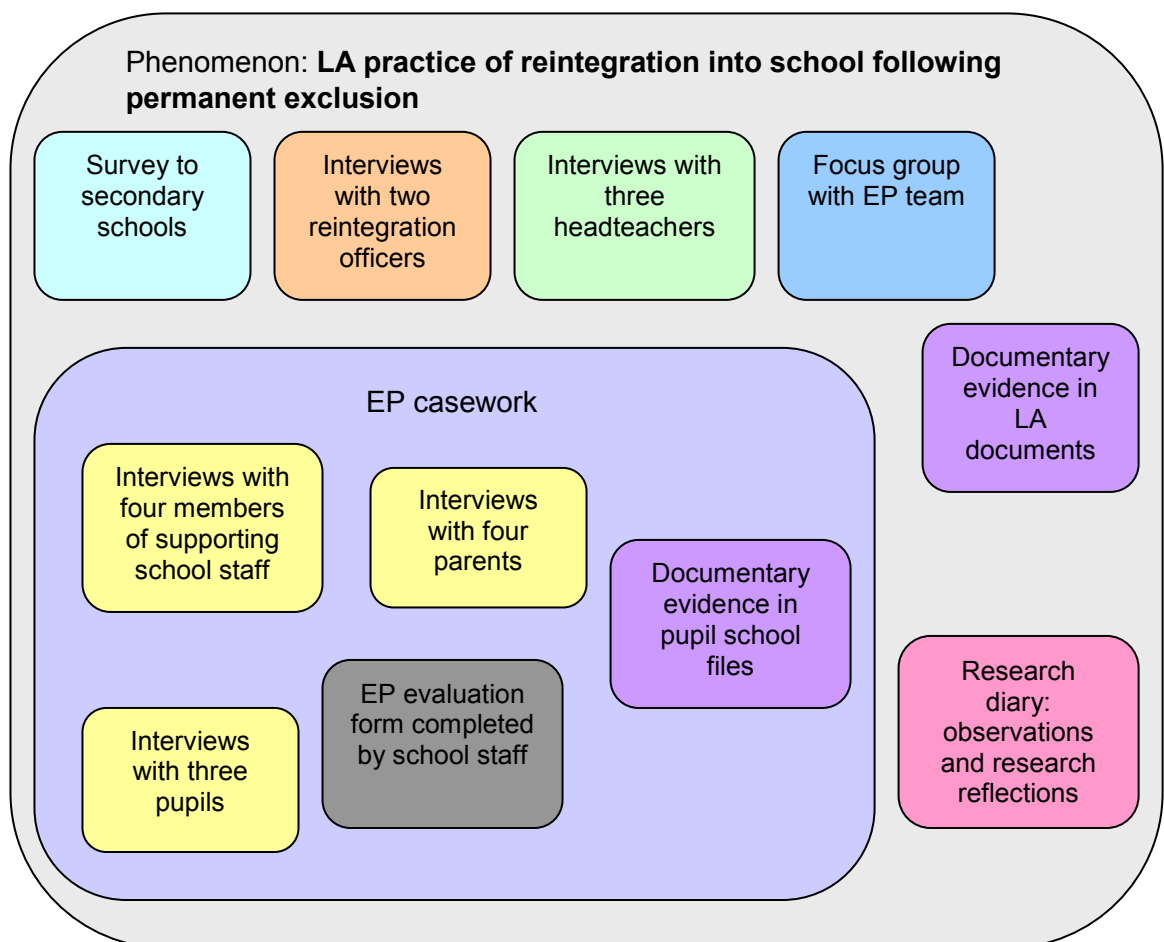 Phenomenon: LA practice of reintegration into school following
permanent exclusion
Survey to
secondary
schools
Interviews
with two
reintegration
officers
Interviews with
three
headteachers
Focus group
with EP team
Documentary
evidence in
LA
documents
EP casework
Interviews with
four members
of supporting
school staff
Interviews
with four
parents
Documentary
evidence in
pupil school
files
EP evaluation
form completed
by school staff
Interviews
with three
pupils
Research
diary:
observations
and research
reflections